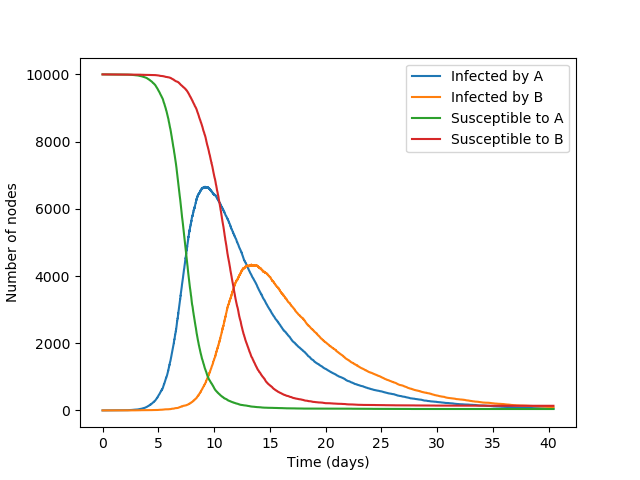 10000
8000
6000
4000
2000
0
Number of nodes
0 5 10 15 20 25 30 35 40
Time (days)
Infected by A
Infected by B
Susceptible to A
Susceptible to B